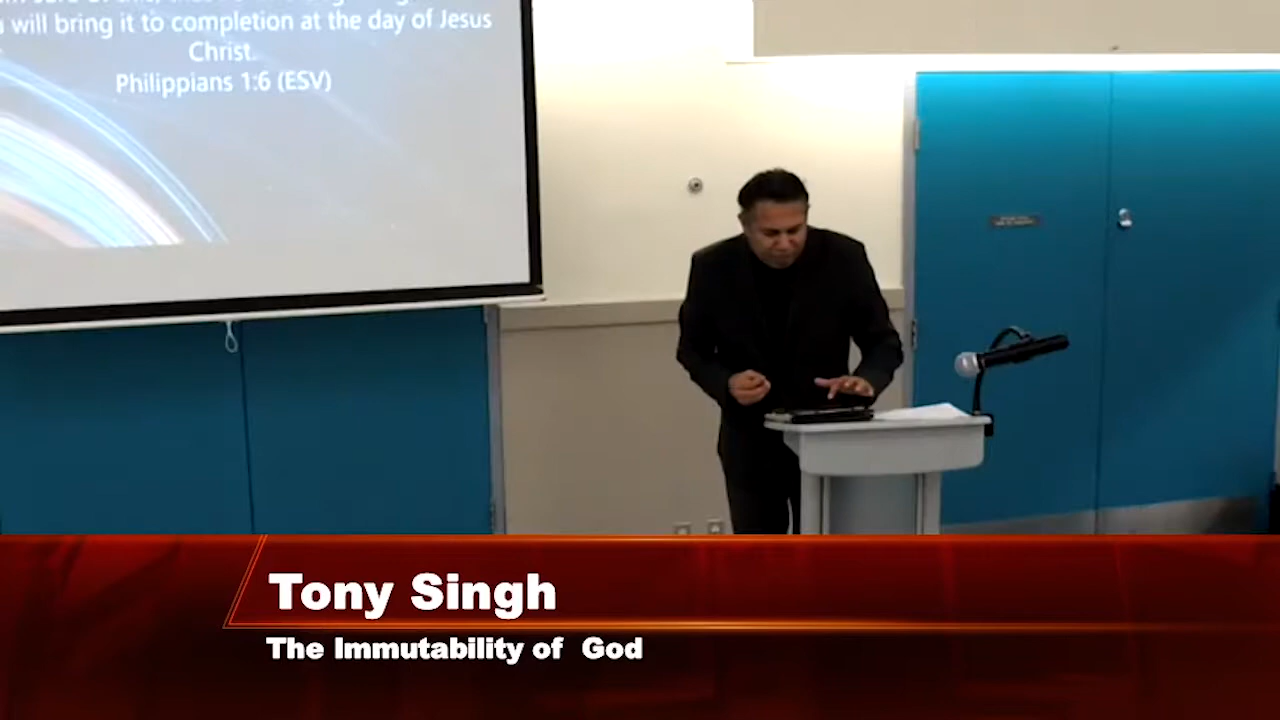 will bring it to completion at the day of Jesus
Christ.
Philippians 1:6 (ESV)
Tony Singh
The Immutability of God